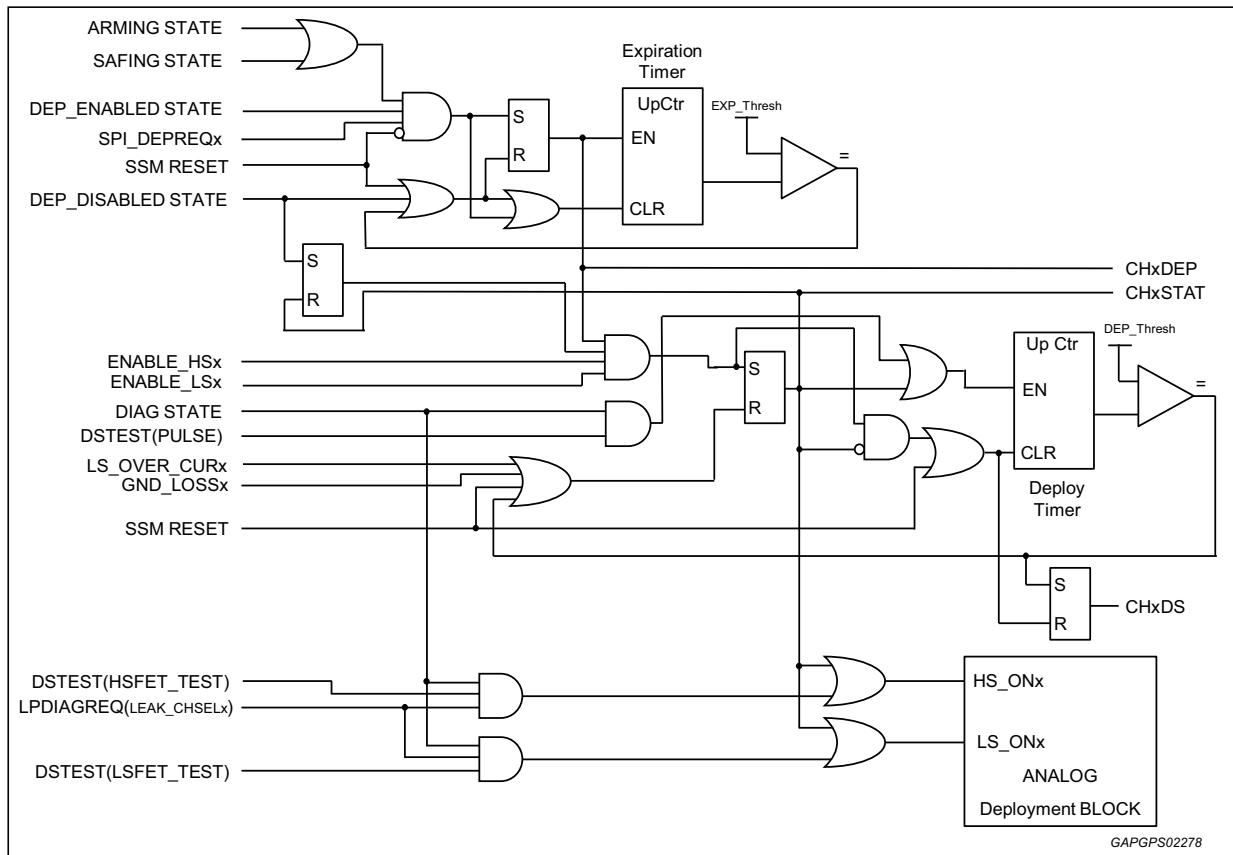 ARMING STATE
SAFING STATE
DEP_ENABLED STATE
SPI_DEPREQx
SSM RESET
DEP_DISABLED STATE
Expiration
Timer
UpCtr
EN
CLR
EXP_Thresh
=
S
R
S
R
CHxDEP
CHxSTAT
ENABLE_HSx
ENABLE_LSx
DIAG STATE
DSTEST(PULSE)
LS_OVER_CURx
GND_LOSSx
SSM RESET
S
R
Up Ctr
EN
CLR
Deploy
Timer
DEP_Thresh
=
S
R
CHxDS
DSTEST(HSFET_TEST)
LPDIAGREQ(LEAK_CHSELx)
DSTEST(LSFET_TEST)
HS_ONx
LS_ONx
ANALOG
Deployment BLOCK
GAPGPS02278